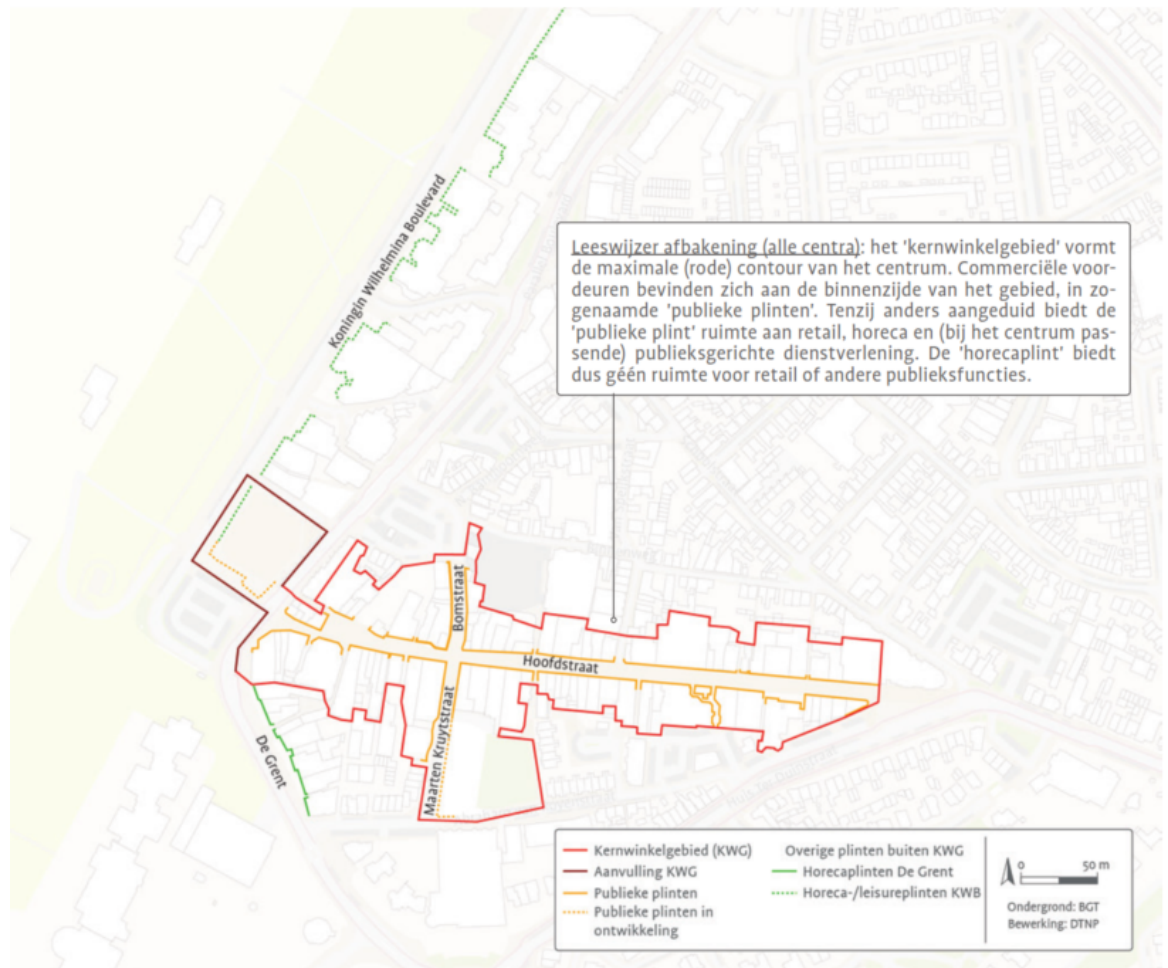 Koningin Wilhelmina Boulevard
Leeswijzer afbakening (alle centra): het 'kernwinkelgebied' vormt
de maximale (rode) contour van het centrum. Commerciële voor-
deuren bevinden zich aan de binnenzijde van het gebied, in zo-
genaamde 'publieke plinten'. Tenzij anders aangeduid biedt de
'publieke plint' ruimte aan retail, horeca en (bij het centrum pas-
sende) publieksgerichte dienstverlening. De 'horecaplint' biedt
dus géén ruimte voor retail of andere publieksfuncties.
Bomstraat
Hoofdstraat
Maarten Kruytstraat
De Grent
Kernwinkelgebied (KWG)
Aanvulling KWG
Publieke plinten
Publieke plinten in
ontwikkeling
Overige plinten buiten KWG
Horecaplinten De Grent
Horeca-/leisureplinten KWB
0 50 m
Ondergrond: BGT
Bewerking: DTNP